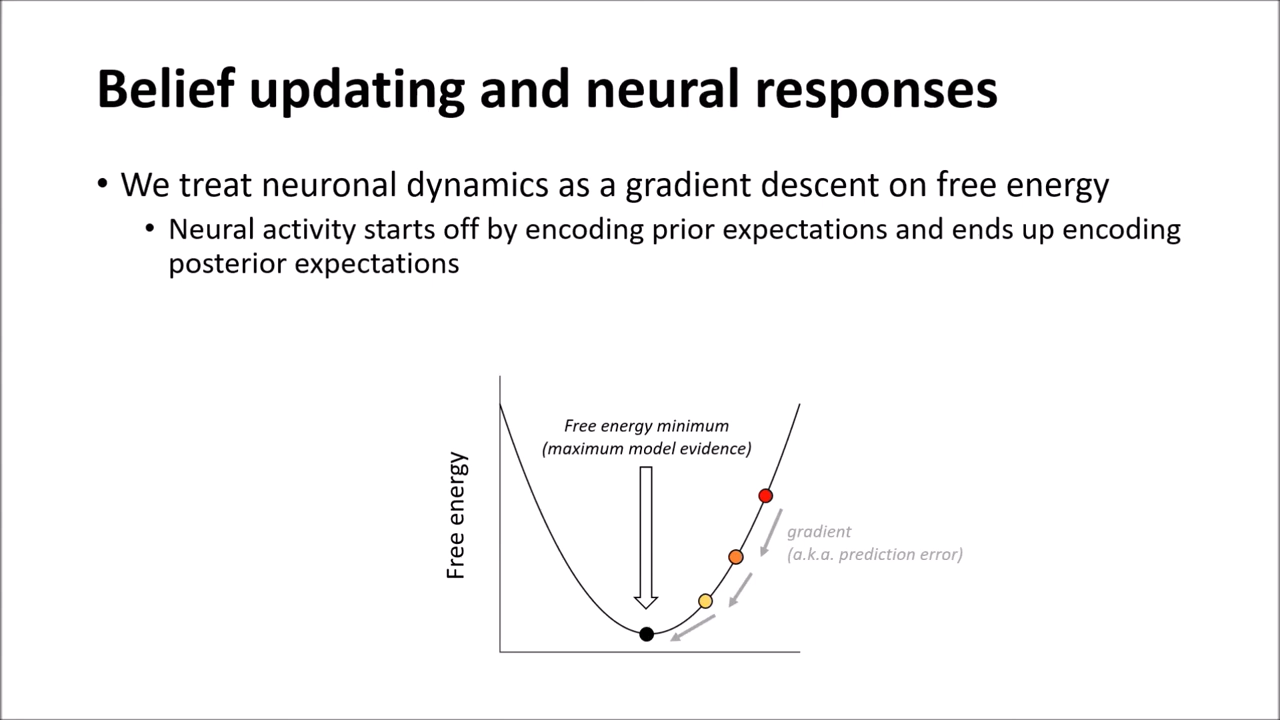 Belief updating and neural responses
• We treat neuronal dynamics as a gradient descent on free energy
• Neural activity starts off by encoding prior expectations and ends up encoding
posterior expectations
Free energy minimum
(maximum model evidence)
Free energy
gradient
(a.k.a. prediction error)